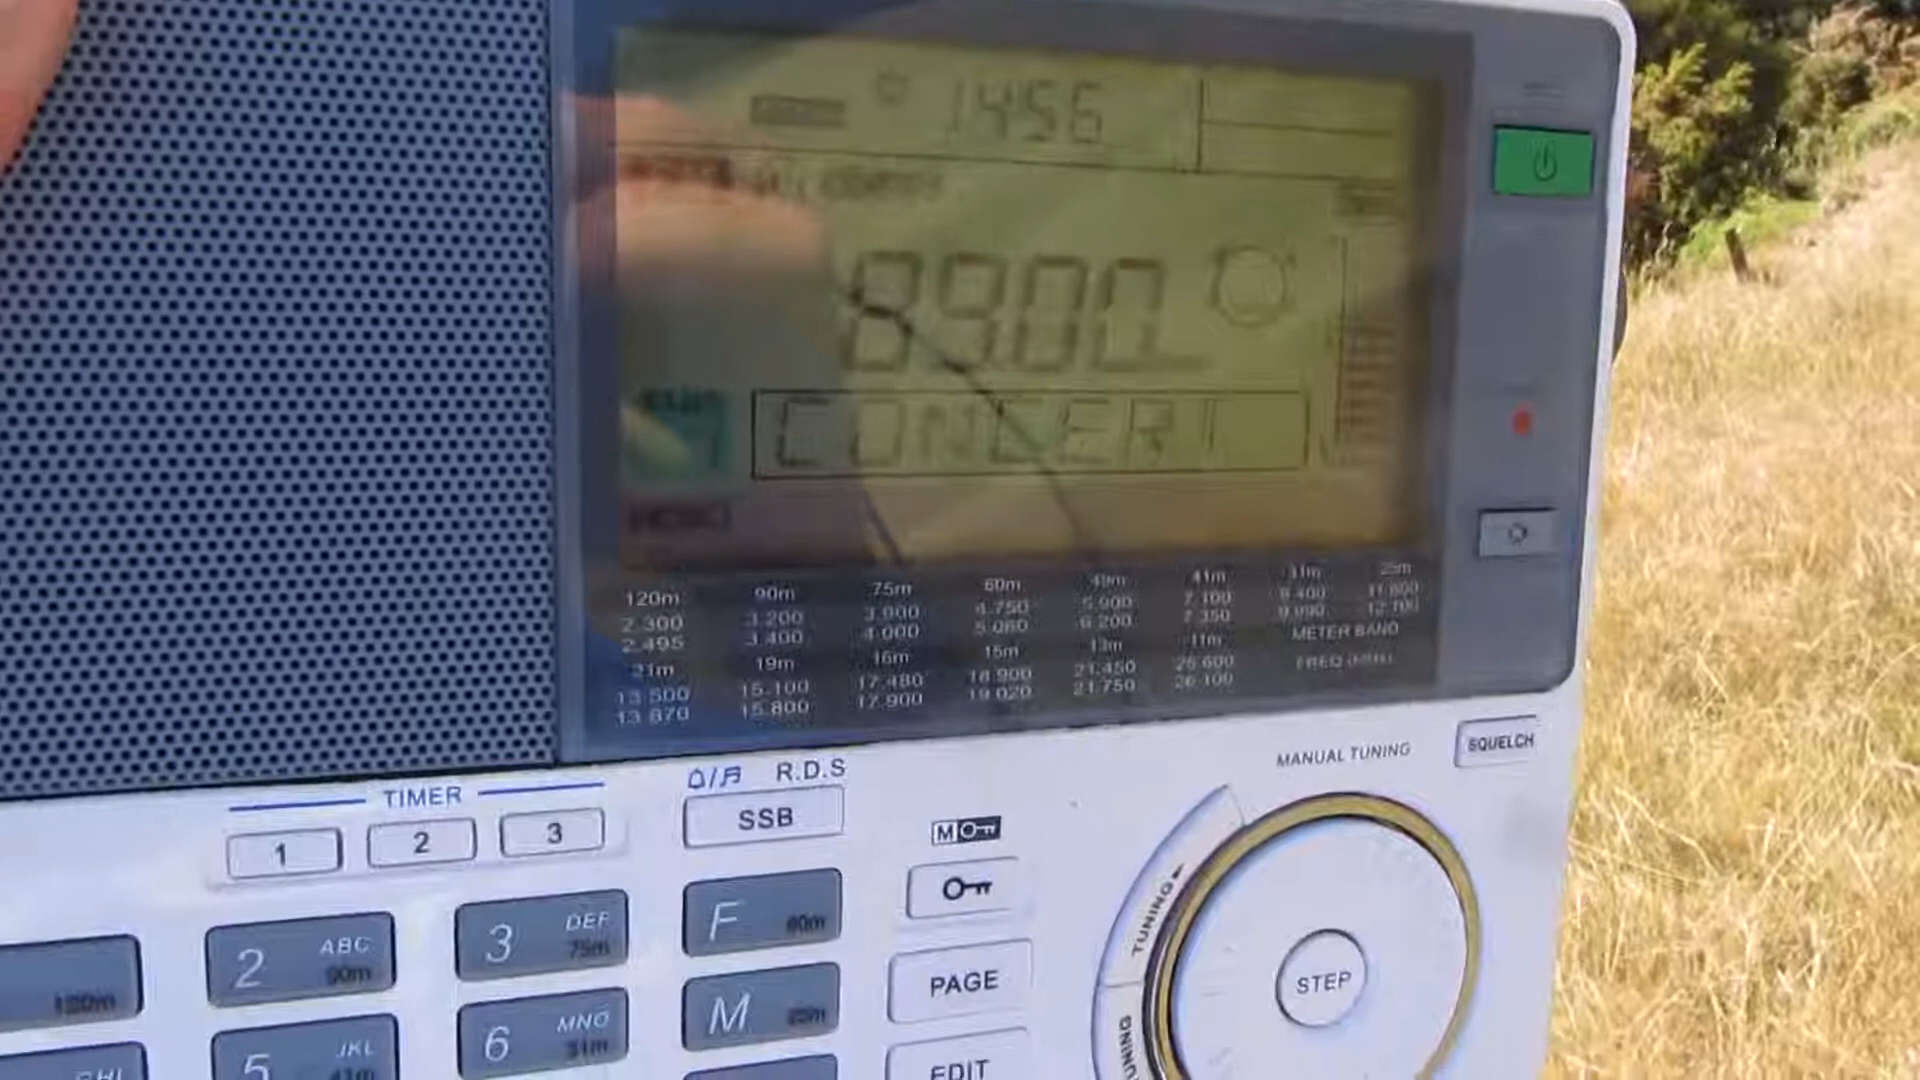 1456
89.00
CONCERT
120m 90m 75m 60m 49m 41m 31m 25m
2.300 3.200 3.900 4.750 5.900 7.100 9.400 11.600
2.495 3.400 4.000 5.060 6.200 7.350 9.990 12.100
METER BAND
21m 19m 16m 15m 13m 11m
FREQ (MHz)
13.500 15.100 17.480 18.900 21.450 25.600
13.870 15.800 17.900 19.020 21.750 26.100
MANUAL TUNING
SQUELCH
TIMER
R.D.S
1 2 3
SSB
M
2 ABC 90m
3 DEF 75m
F 60m
PAGE
TUNING
STEP
120m
5 JKL 41m
6 MNO 31m
M 25m
EDIT
GHI